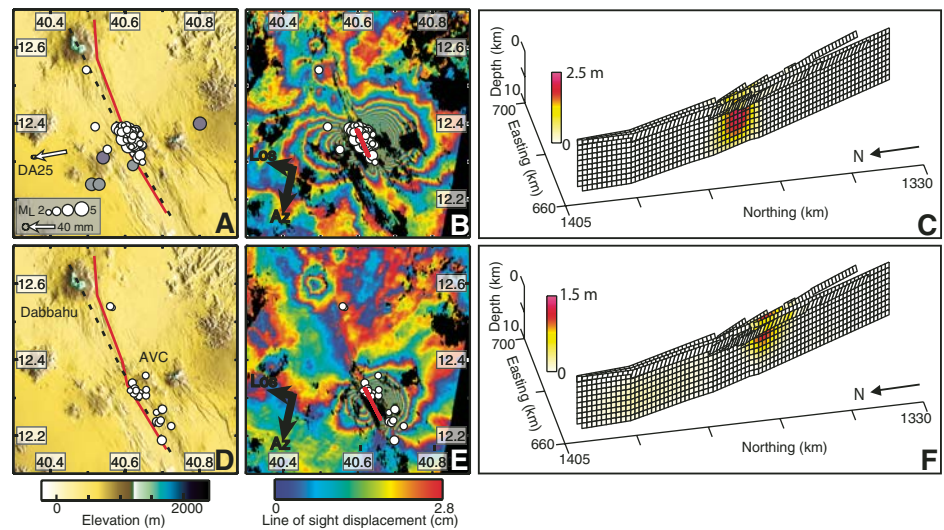 40.4 40.6 40.8
12.6
12.4
DA25
ML 2 5
40 mm
A
40.4 40.6 40.8
12.6
12.4
12.2
Los
Az
B
Depth (km)
0
10
700
Easting (km)
660
1405
2.5 m
0
N
Northing (km)
1330
C
Dabbahu
12.6
12.4
12.2
AVC
40.4 40.6 40.8
D
12.6
12.4
12.2
Los
Az
40.4 40.6 40.8
E
Depth (km)
0
10
700
Easting (km)
660
1405
1.5 m
0
N
Northing (km)
1330
F
0 2000
Elevation (m)
0 2.8
Line of sight displacement (cm)